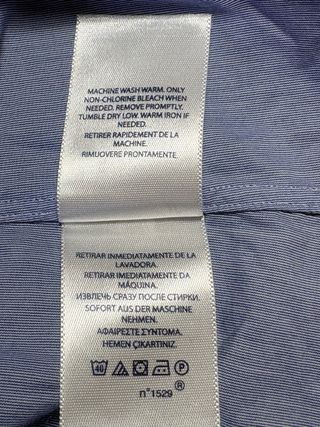 MACHINE WASH WARM. ONLY
NON-CHLORINE BLEACH WHEN
NEEDED. REMOVE PROMPTLY.
TUMBLE DRY LOW. WARM IRON IF
NEEDED.
RETIRER RAPIDEMENT DE LA
MACHINE.
RIMUOVERE PRONTAMENTE.
RETIRAR INMEDIATAMENTE DE LA
LAVADORA.
RETIRAR IMEDIATAMENTE DA
MÁQUINA.
ИЗВЛЕЧЬ СРАЗУ ПОСЛЕ СТИРКИ.
SOFORT AUS DER MASCHINE
NEHMEN.
ΑΦΑΙΡΕΣΤΕ ΣΥΝΤΟΜΑ.
HEMEN ÇIKARTINIZ.
40 P
n°1529 ®